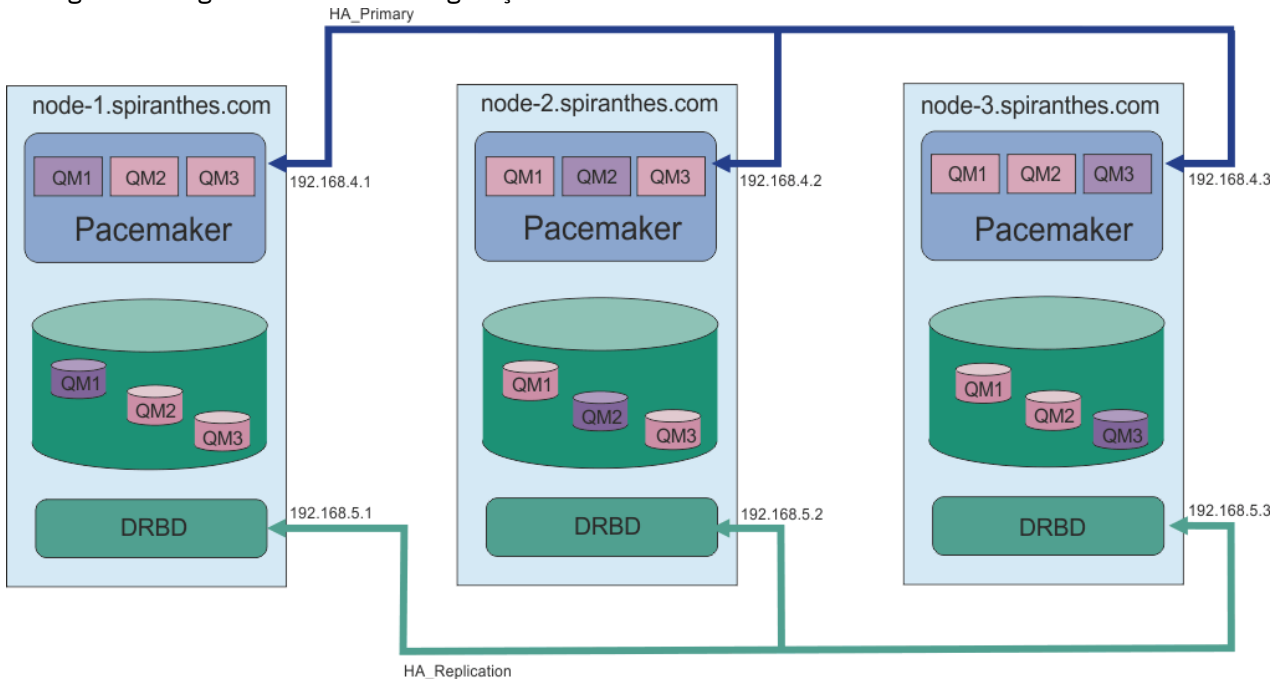 HA_Primary
node-1.spiranthes.com
QM1 QM2 QM3
Pacemaker
192.168.4.1
QM1
QM2
QM3
DRBD
192.168.5.1
node-2.spiranthes.com
QM1 QM2 QM3
Pacemaker
192.168.4.2
QM1
QM2
QM3
DRBD
192.168.5.2
node-3.spiranthes.com
QM1 QM2 QM3
Pacemaker
192.168.4.3
QM1
QM2
QM3
DRBD
192.168.5.3
HA_Replication